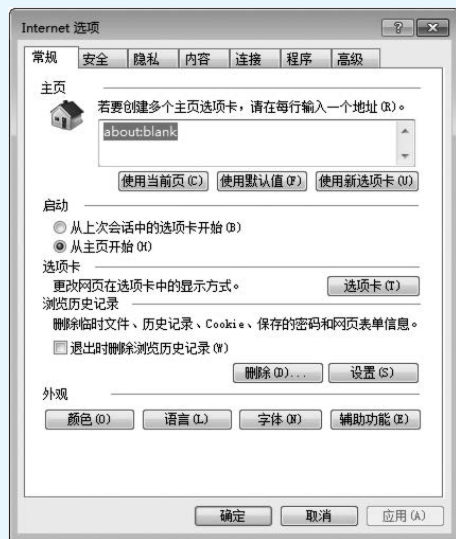 Internet 选项
常规 安全 隐私 内容 连接 程序 高级
主页
若要创建多个主页选项卡，请在每行输入一个地址(R)。
about:blank
使用当前页(C) 使用默认值(F) 使用新选项卡(U)
启动
从上次会话中的选项卡开始(B)
从主页开始(H)
选项卡
更改网页在选项卡中的显示方式。 选项卡(T)
浏览历史记录
删除临时文件、历史记录、Cookie、保存的密码和网页表单信息。
退出时删除浏览历史记录(W)
删除(D)... 设置(S)
外观
颜色(O) 语言(L) 字体(N) 辅助功能(E)
确定 取消 应用(A)